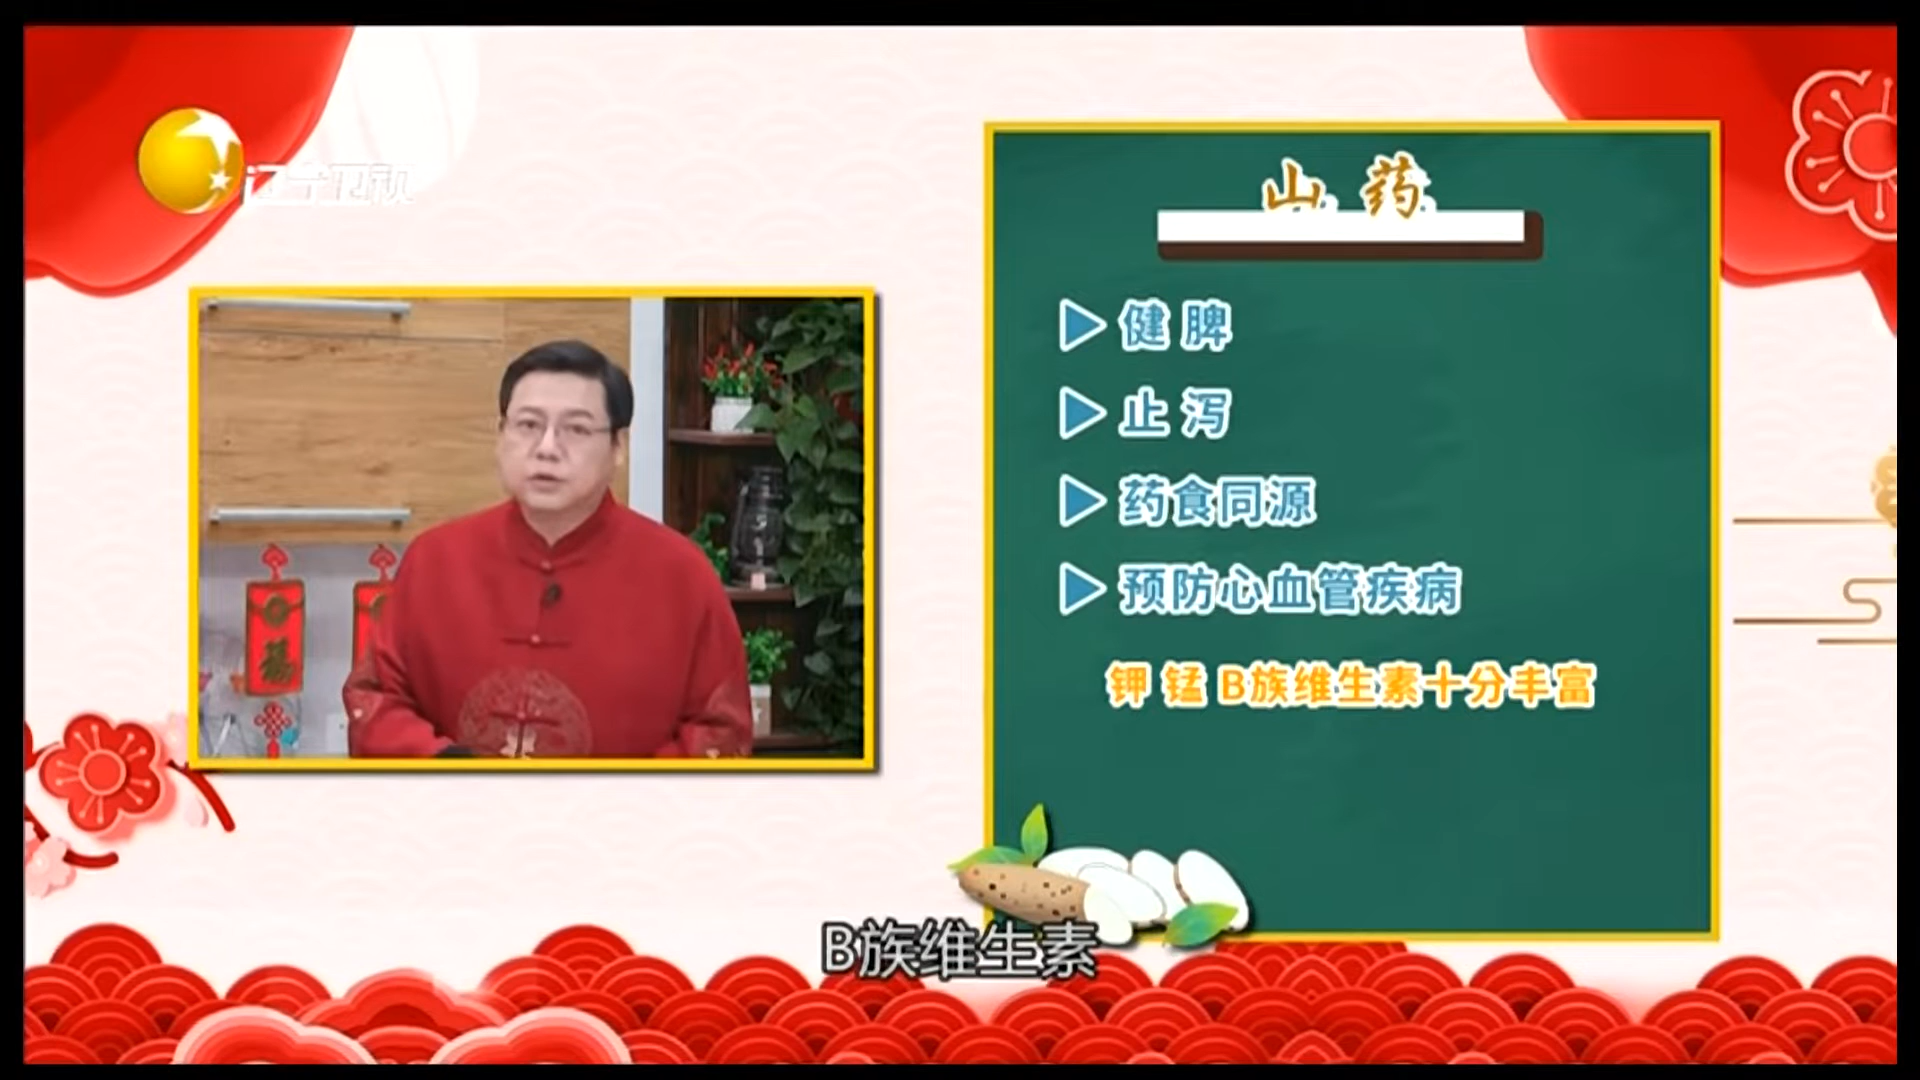 辽宁卫视
山药
健脾
止泻
药食同源
预防心血管疾病
钾 锰 B族维生素十分丰富
福
B族维生素